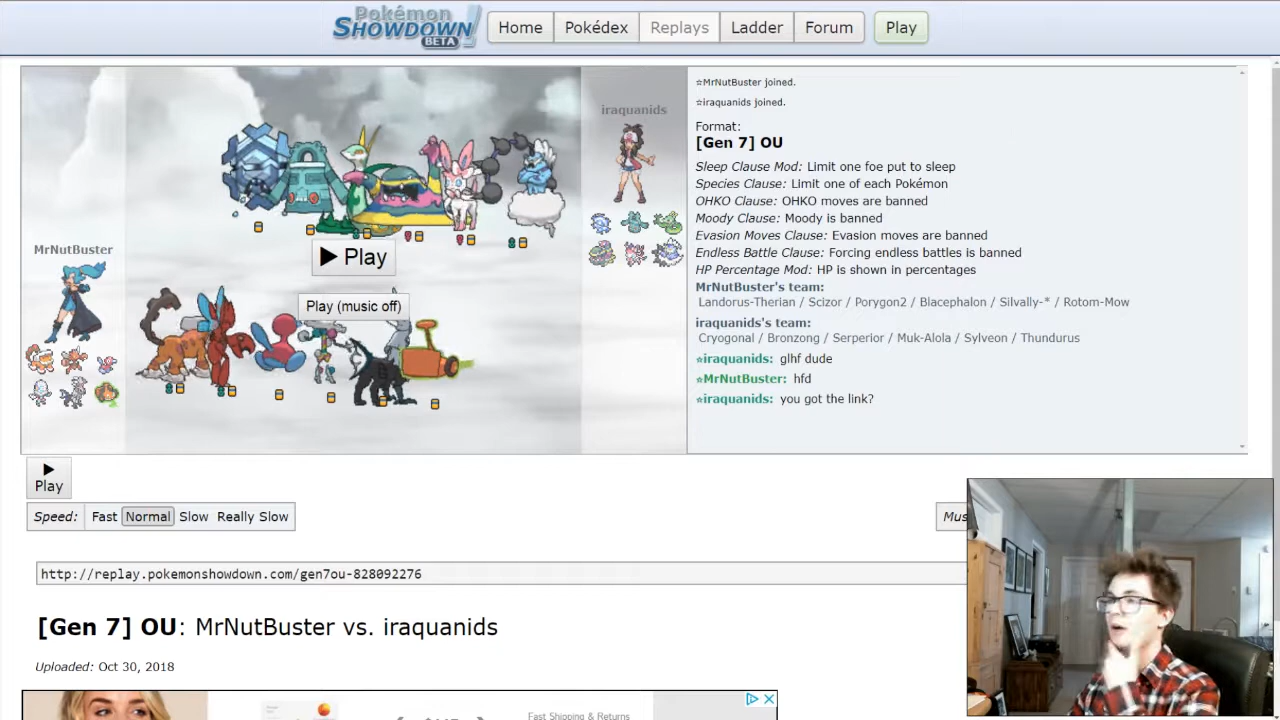 Pokémon
SHOWDOWN!
BETA
Home
Pokédex
Replays
Ladder
Forum
Play
MrNutBuster
iraquanids
Play
Play (music off)
☆MrNutBuster joined.
☆iraquanids joined.
Format:
[Gen 7] OU
Sleep Clause Mod: Limit one foe put to sleep
Species Clause: Limit one of each Pokémon
OHKO Clause: OHKO moves are banned
Moody Clause: Moody is banned
Evasion Moves Clause: Evasion moves are banned
Endless Battle Clause: Forcing endless battles is banned
HP Percentage Mod: HP is shown in percentages
MrNutBuster's team:
Landorus-Therian / Scizor / Porygon2 / Blacephalon / Silvally-* / Rotom-Mow
iraquanids's team:
Cryogonal / Bronzong / Serperior / Muk-Alola / Sylveon / Thundurus
☆iraquanids: glhf dude
☆MrNutBuster: hfd
☆iraquanids: you got the link?
Play
Speed: Fast Normal Slow Really Slow
Mus
http://replay.pokemonshowdown.com/gen7ou-828092276
[Gen 7] OU: MrNutBuster vs. iraquanids
Uploaded: Oct 30, 2018
Fast Shipping & Returns